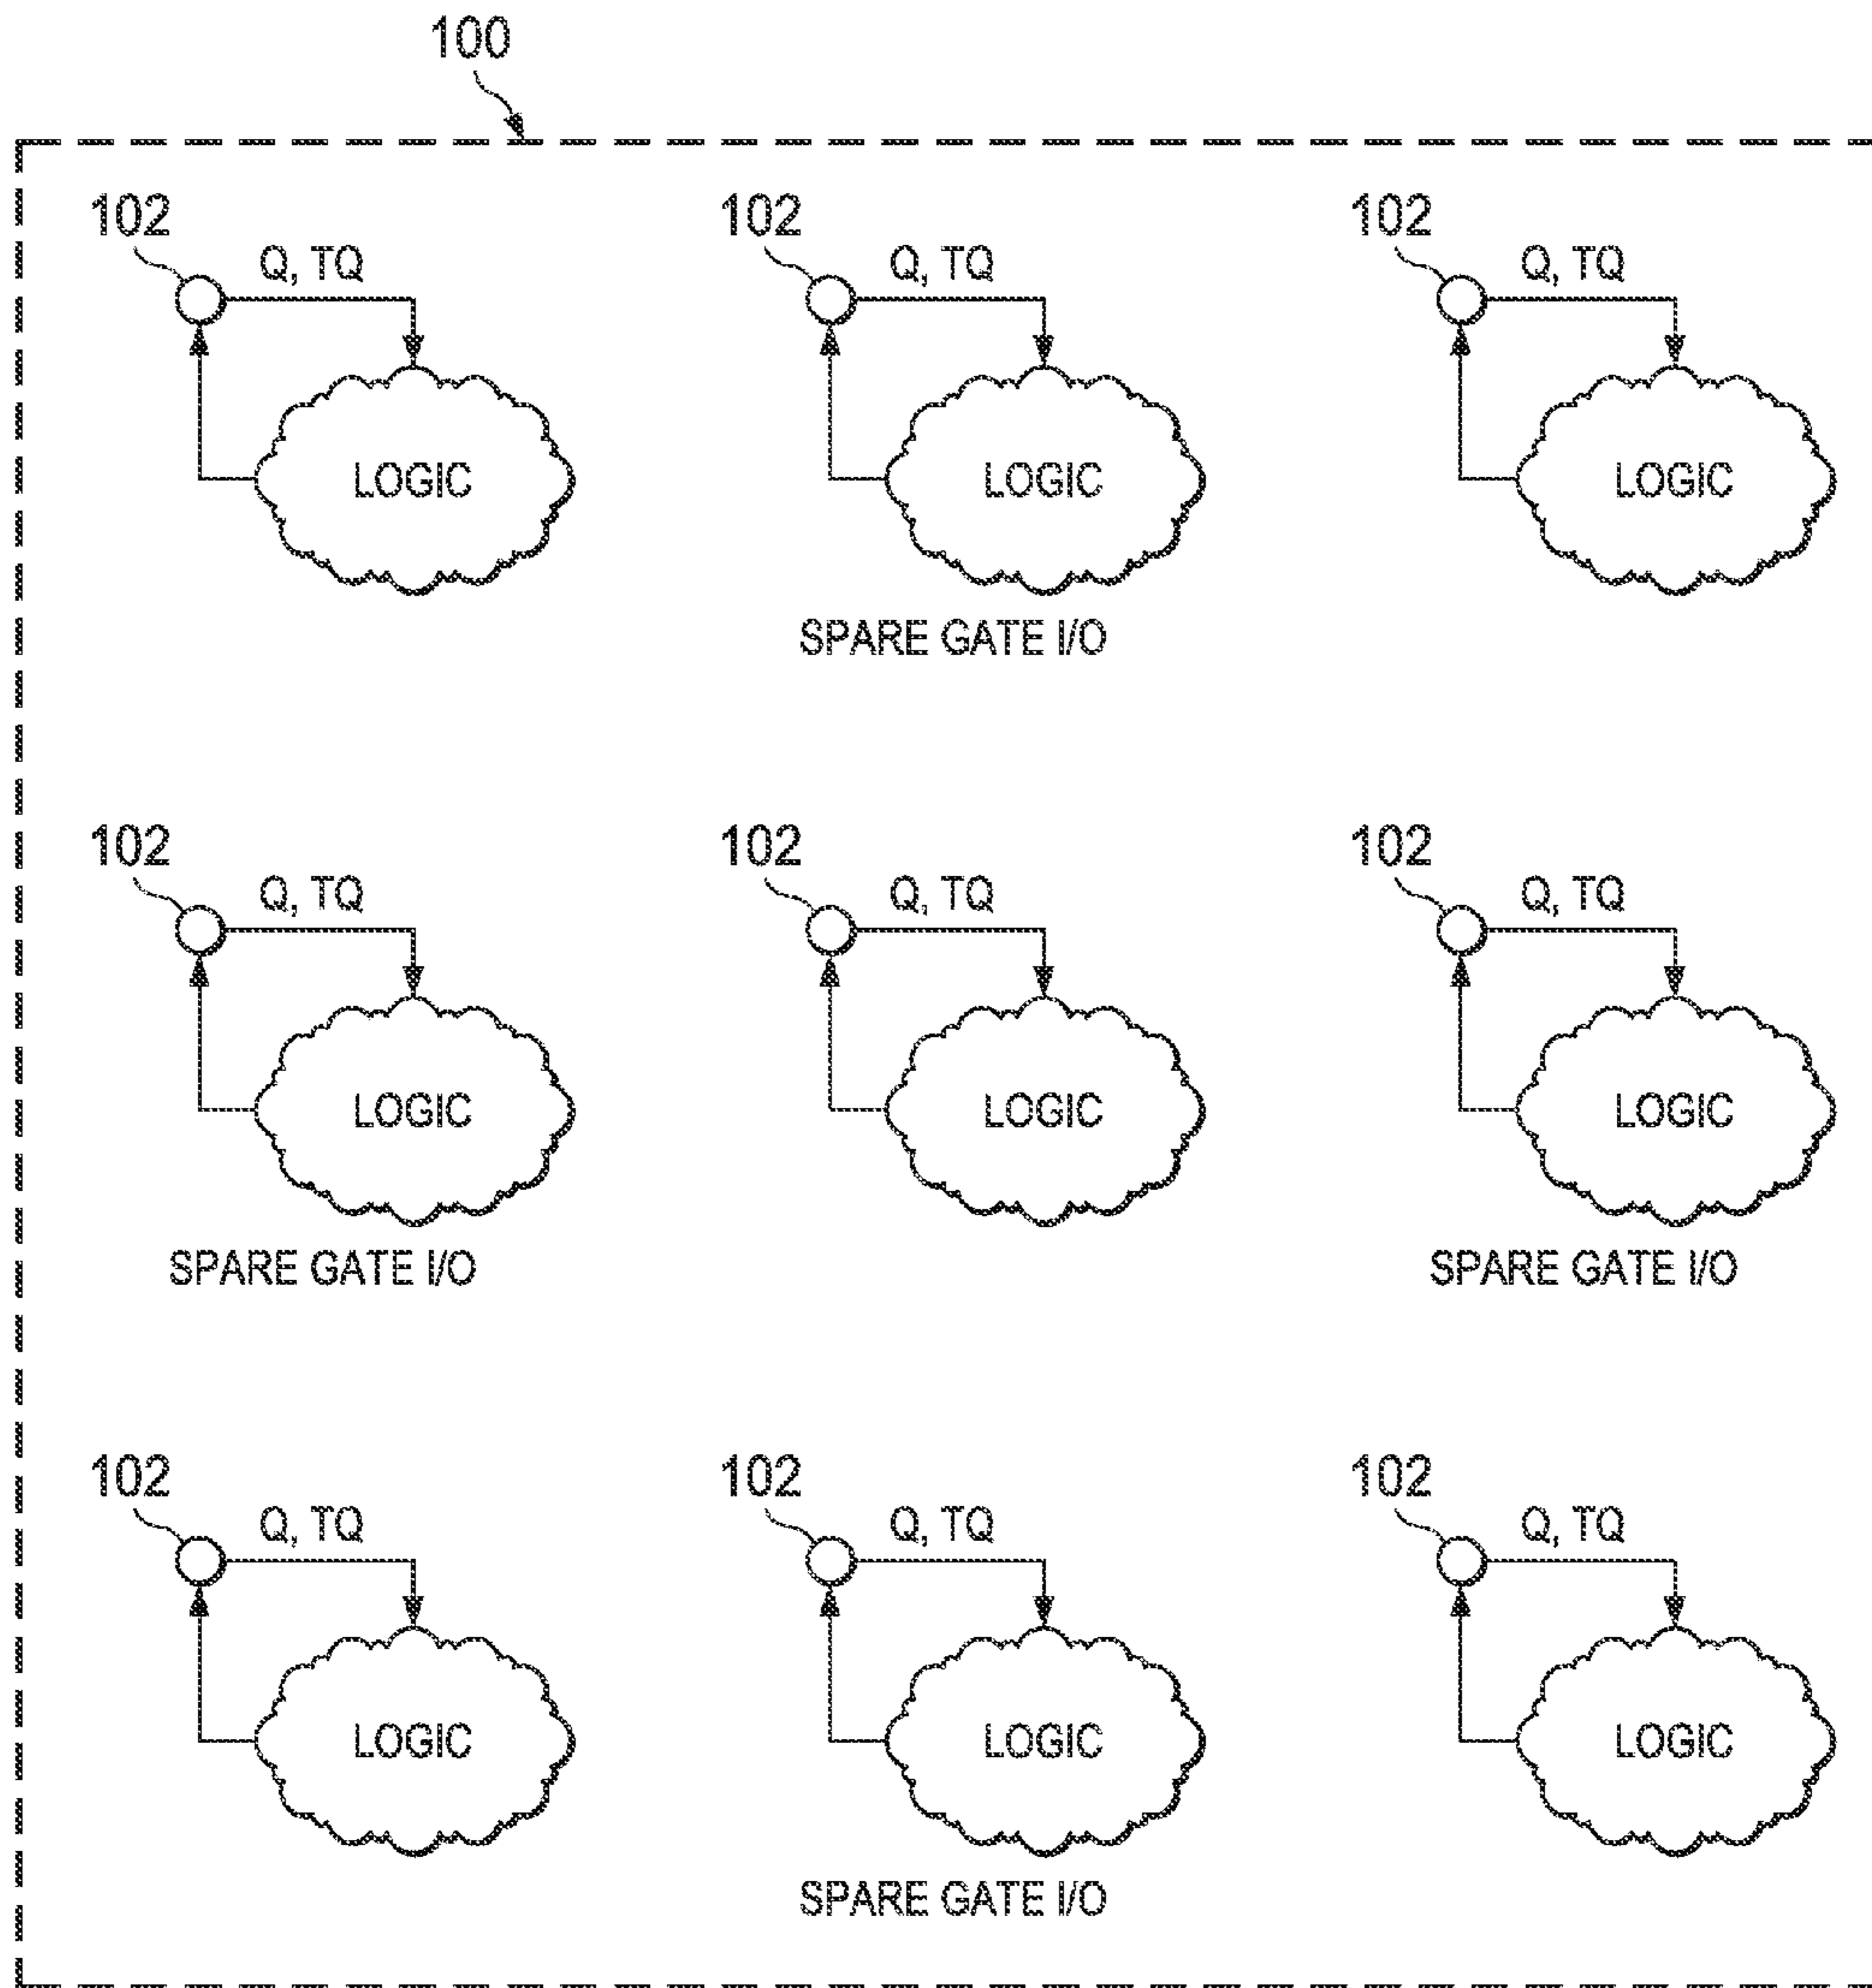 100
102 102 102
Q, TQ Q, TQ Q, TQ
LOGIC LOGIC LOGIC
SPARE GATE I/O
102 102 102
Q, TQ Q, TQ Q, TQ
LOGIC LOGIC LOGIC
SPARE GATE I/O SPARE GATE I/O
102 102 102
Q, TQ Q, TQ Q, TQ
LOGIC LOGIC LOGIC
SPARE GATE I/O